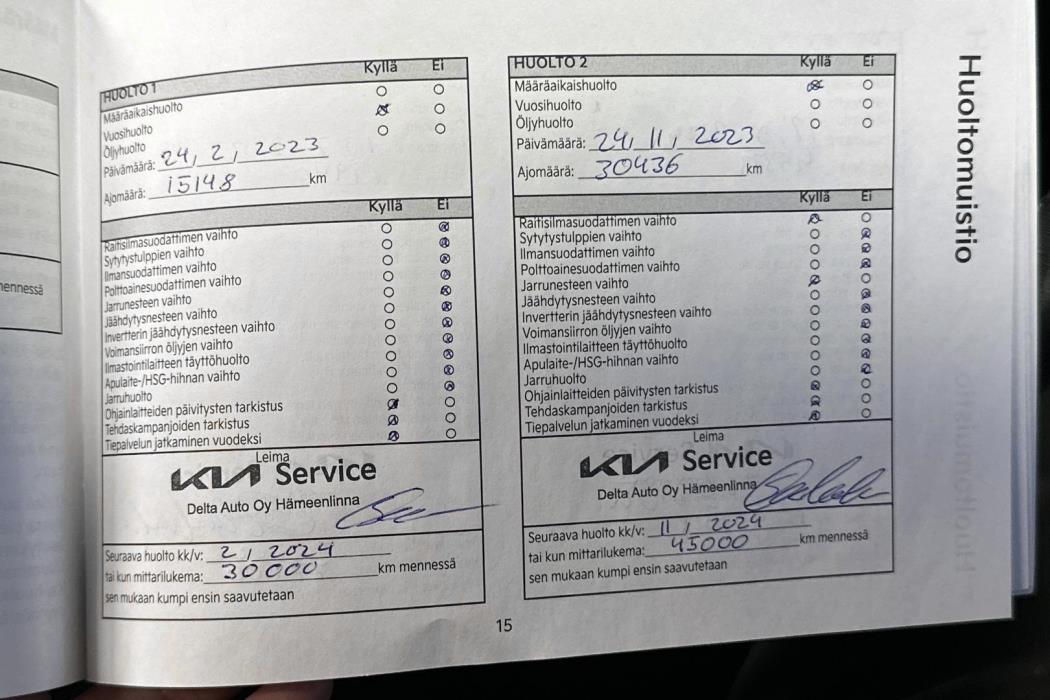 Huoltomuistio
mennessä
HUOLTO 1 Kyllä Ei
Määräaikaishuolto
Vuosihuolto
Öljyhuolto
Päivämäärä: 24, 2, 2023
Ajomäärä: 15148 km
Kyllä Ei
Raitisilmasuodattimen vaihto
Sytytystulppien vaihto
Ilmansuodattimen vaihto
Polttoainesuodattimen vaihto
Jarrunesteen vaihto
Jäähdytysnesteen vaihto
Invertterin jäähdytysnesteen vaihto
Voimansiirron öljyjen vaihto
Ilmastointilaitteen täyttöhuolto
Apulaite-/HSG-hihnan vaihto
Jarruhuolto
Ohjainlaitteiden päivitysten tarkistus
Tehdaskampanjoiden tarkistus
Tiepalvelun jatkaminen vuodeksi
Leima
KIA Service
Delta Auto Oy Hämeenlinna
Seuraava huolto kk/v: 2 / 2024
tai kun mittarilukema: 30000 km mennessä
sen mukaan kumpi ensin saavutetaan
HUOLTO 2 Kyllä Ei
Määräaikaishuolto
Vuosihuolto
Öljyhuolto
Päivämäärä: 24, 11, 2023
Ajomäärä: 30436 km
Kyllä Ei
Raitisilmasuodattimen vaihto
Sytytystulppien vaihto
Ilmansuodattimen vaihto
Polttoainesuodattimen vaihto
Jarrunesteen vaihto
Jäähdytysnesteen vaihto
Invertterin jäähdytysnesteen vaihto
Voimansiirron öljyjen vaihto
Ilmastointilaitteen täyttöhuolto
Apulaite-/HSG-hihnan vaihto
Jarruhuolto
Ohjainlaitteiden päivitysten tarkistus
Tehdaskampanjoiden tarkistus
Tiepalvelun jatkaminen vuodeksi
Leima
KIA Service
Delta Auto Oy Hämeenlinna
Seuraava huolto kk/v: 11 / 2024
tai kun mittarilukema: 45000 km mennessä
sen mukaan kumpi ensin saavutetaan
15